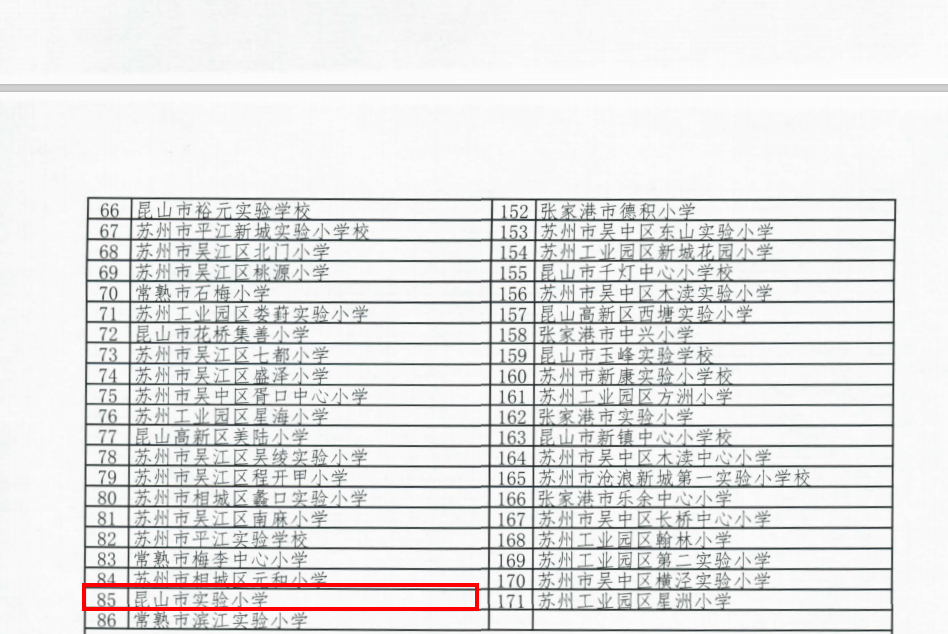 66 昆山市裕元实验学校 152 张家港市德积小学
67 苏州市平江新城实验小学校 153 苏州市吴中区东山实验小学
68 苏州市吴江区北门小学 154 苏州工业园区新城花园小学
69 苏州市吴江区桃源小学 155 昆山市千灯中心小学校
70 常熟市石梅小学 156 苏州市吴中区木渎实验小学
71 苏州工业园区娄葑实验小学 157 昆山高新区西塘实验小学
72 昆山市花桥集善小学 158 张家港市中兴小学
73 苏州市吴江区七都小学 159 昆山市玉峰实验学校
74 苏州市吴江区盛泽小学 160 苏州市新康实验小学校
75 苏州市吴中区胥口中心小学 161 苏州工业园区方洲小学
76 苏州工业园区星海小学 162 张家港市实验小学
77 昆山高新区美陆小学 163 昆山市新镇中心小学校
78 苏州市吴江区吴绫实验小学 164 苏州市吴中区木渎中心小学
79 苏州市吴江区程开甲小学 165 苏州市沧浪新城第一实验小学校
80 苏州市相城区蠡口实验小学 166 张家港市乐余中心小学
81 苏州市吴江区南麻小学 167 苏州市吴中区长桥中心小学
82 苏州市平江实验学校 168 苏州工业园区翰林小学
83 常熟市梅李中心小学 169 苏州工业园区第二实验小学
84 苏州市相城区元和小学 170 苏州市吴中区横泾实验小学
85 昆山市实验小学 171 苏州工业园区星洲小学
86 常熟市滨江实验小学